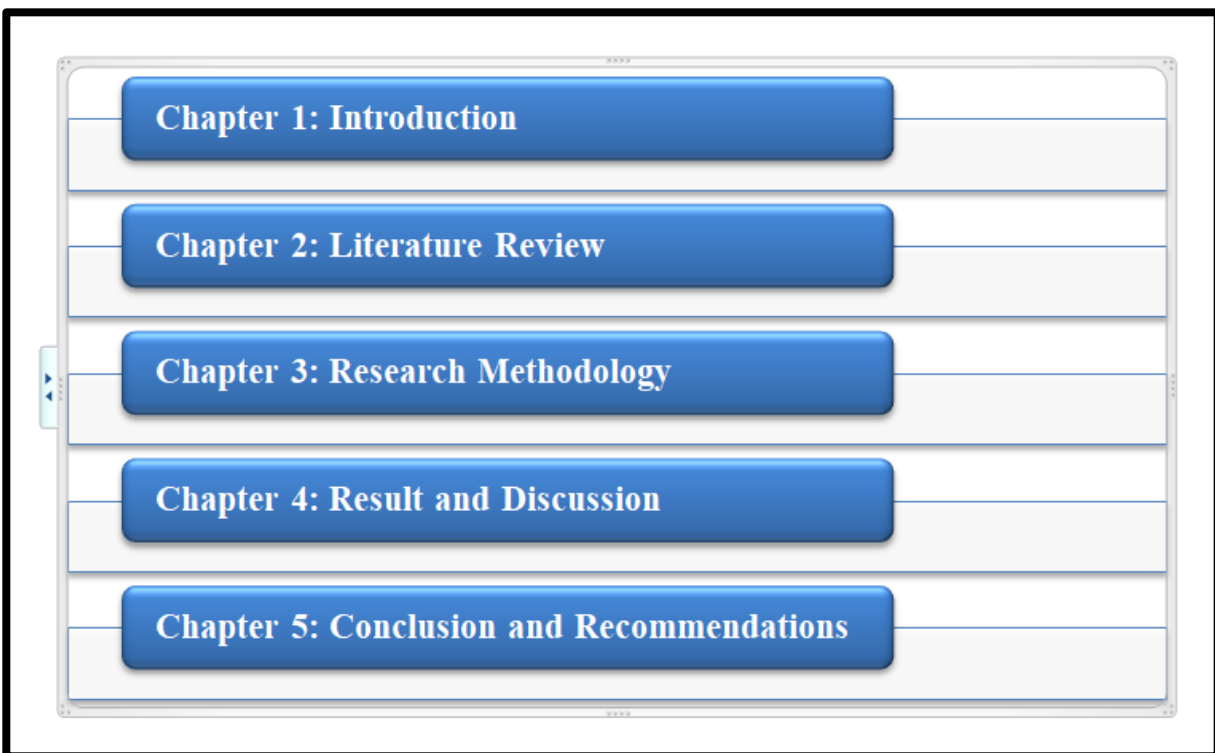 Chapter 1: Introduction
Chapter 2: Literature Review
Chapter 3: Research Methodology
Chapter 4: Result and Discussion
Chapter 5: Conclusion and Recommendations